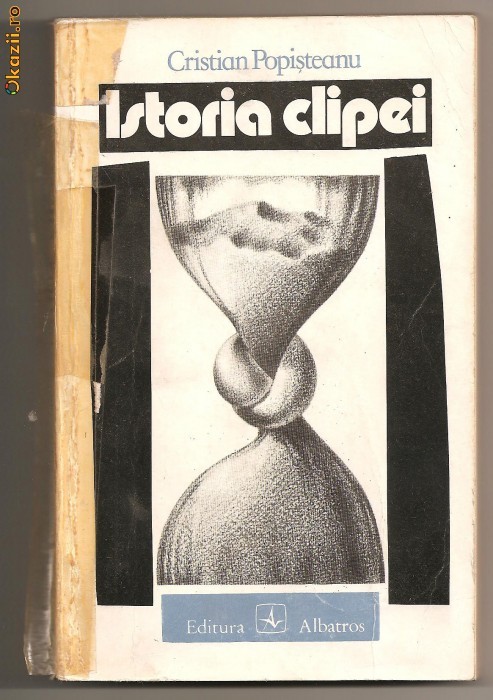 Okazii.ro
Cristian Popișteanu
Istoria clipei
Editura Albatros